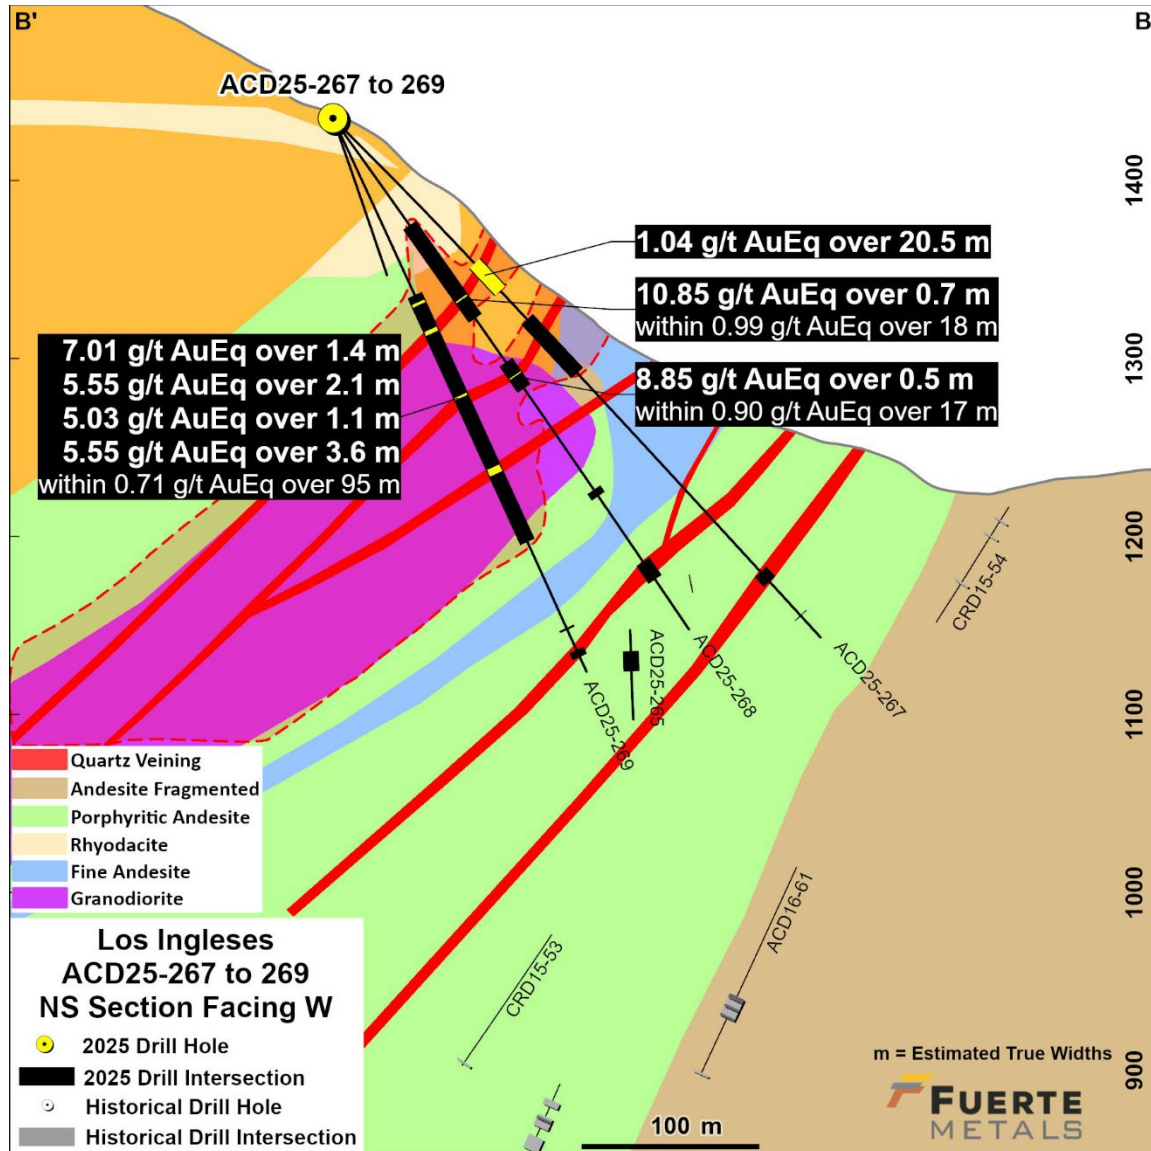 B'
B
ACD25-267 to 269
1400
1300
1200
1100
1000
900
1.04 g/t AuEq over 20.5 m
10.85 g/t AuEq over 0.7 m
within 0.99 g/t AuEq over 18 m
8.85 g/t AuEq over 0.5 m
within 0.90 g/t AuEq over 17 m
7.01 g/t AuEq over 1.4 m
5.55 g/t AuEq over 2.1 m
5.03 g/t AuEq over 1.1 m
5.55 g/t AuEq over 3.6 m
within 0.71 g/t AuEq over 95 m
CRD15-54
ACD25-267
ACD25-268
ACD25-265
ACD25-269
ACD16-61
CRD15-53
Quartz Veining
Andesite Fragmented
Porphyritic Andesite
Rhyodacite
Fine Andesite
Granodiorite
Los Ingleses
ACD25-267 to 269
NS Section Facing W
2025 Drill Hole
2025 Drill Intersection
Historical Drill Hole
Historical Drill Intersection
100 m
m = Estimated True Widths
FUERTE
METALS